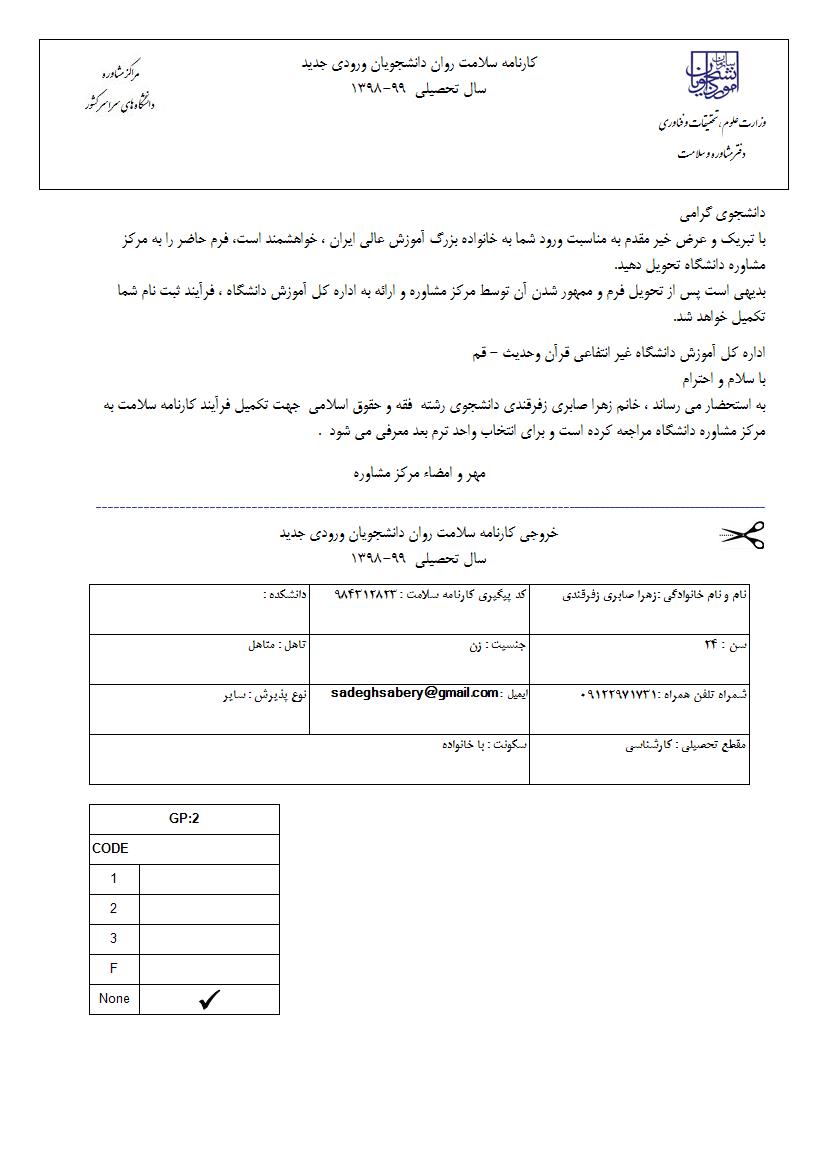 کارنامه سلامت روان دانشجویان ورودی جدید
سال تحصیلی ۹۹-۱۳۹۸
سازمان امور دانشجویان
وزارت علوم، تحقیقات و فناوری
دفتر مشاوره و سلامت
مراکز مشاوره
دانشگاه‌های سراسر کشور
دانشجوی گرامی
با تبریک و عرض خیر مقدم به مناسبت ورود شما به خانواده بزرگ آموزش عالی ایران ، خواهشمند است، فرم حاضر را به مرکز
مشاوره دانشگاه تحویل دهید.
بدیهی است پس از تحویل فرم و ممهور شدن آن توسط مرکز مشاوره و ارائه به اداره کل آموزش دانشگاه ، فرآیند ثبت نام شما
تکمیل خواهد شد.
اداره کل آموزش دانشگاه غیر انتفاعی قرآن وحدیث - قم
با سلام و احترام
به استحضار می رساند ، خانم زهرا صابری زفرقندی دانشجوی رشته فقه و حقوق اسلامی جهت تکمیل فرآیند کارنامه سلامت به
مرکز مشاوره دانشگاه مراجعه کرده است و برای انتخاب واحد ترم بعد معرفی می شود .
مهر و امضاء مرکز مشاوره
خروجی کارنامه سلامت روان دانشجویان ورودی جدید
سال تحصیلی ۹۹-۱۳۹۸
نام و نام خانوادگی :زهرا صابری زفرقندی کد پیگیری کارنامه سلامت : ۹۸۴۳۱۲۸۲۳ دانشکده :
سن : ۲۴ جنسیت : زن تاهل : متاهل
شمراه تلفن همراه :۰۹۱۲۲۹۷۱۷۳۱ ایمیل :sadeghsabery@gmail.com نوع پذیرش : سایر
مقطع تحصیلی : کارشناسی سکونت : با خانواده
GP:2
CODE
1
2
3
F
None ✓